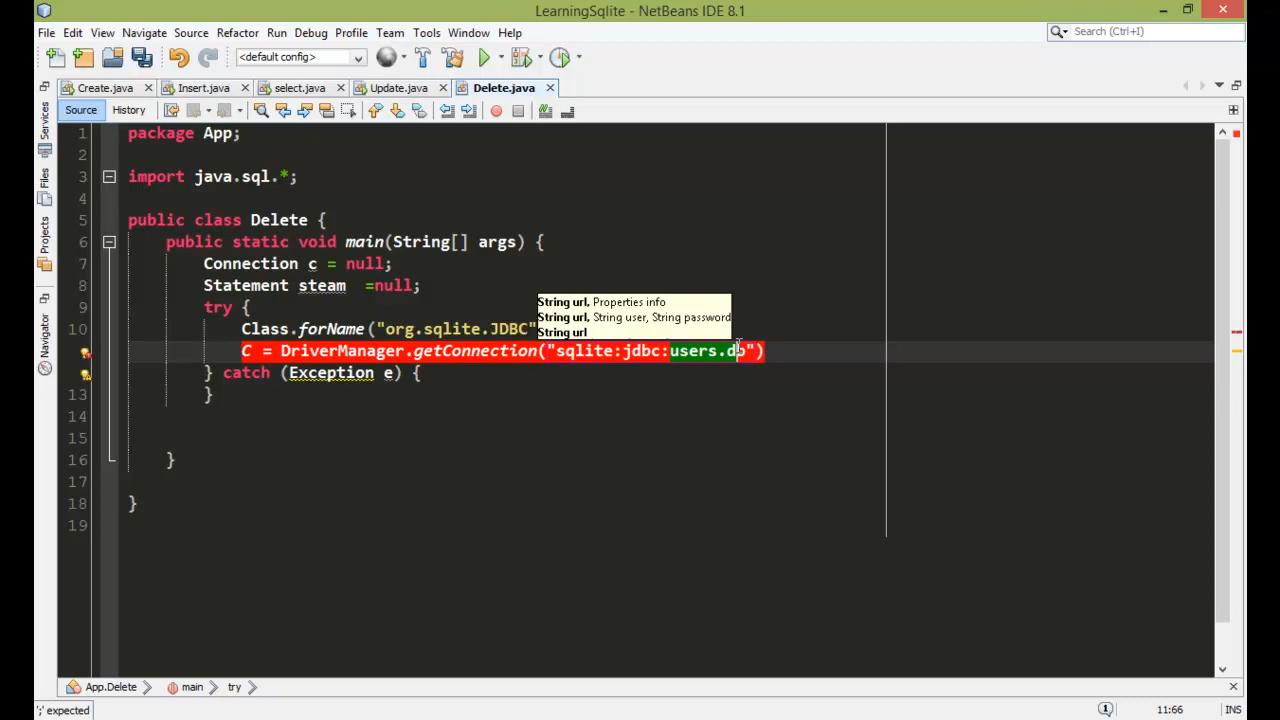 LearningSqlite - NetBeans IDE 8.1
File Edit View Navigate Source Refactor Run Debug Profile Team Tools Window Help
Search (Ctrl+I)
<default config>
Create.java Insert.java select.java Update.java Delete.java
Source History
Services
Files
Projects
Navigator
1 package App;
2
3 import java.sql.*;
4
5 public class Delete {
6 public static void main(String[] args) {
7 Connection c = null;
8 Statement steam =null;
9 try {
String url, Properties info
String url, String user, String password
String url
10 Class.forName("org.sqlite.JDBC"
C = DriverManager.getConnection("sqlite:jdbc:users.db")
} catch (Exception e) {
13 }
14
15
16 }
17
18 }
19
App.Delete main try
';' expected
11:66 INS